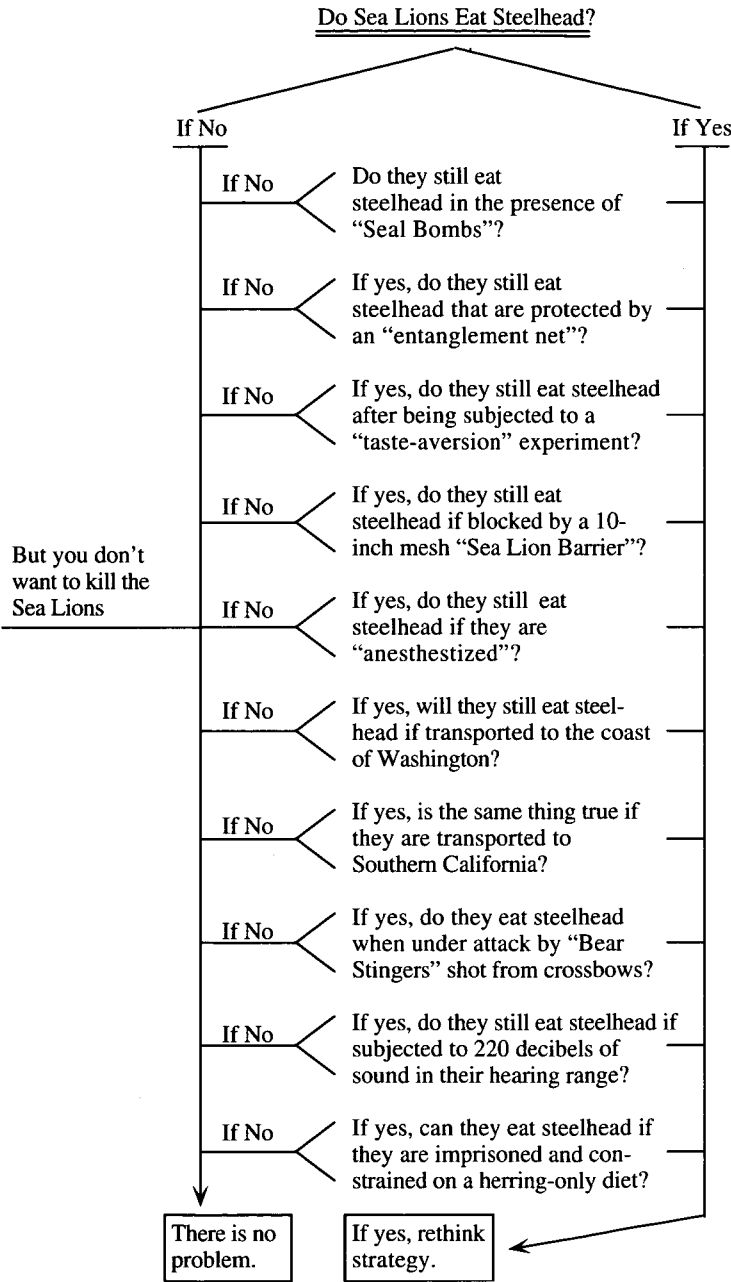 Do Sea Lions Eat Steelhead?
If No
If Yes
If No
Do they still eat
steelhead in the presence of
“Seal Bombs”?
If No
If yes, do they still eat
steelhead that are protected by
an “entanglement net”?
If No
If yes, do they still eat steelhead
after being subjected to a
“taste-aversion” experiment?
If No
If yes, do they still eat
steelhead if blocked by a 10-
inch mesh “Sea Lion Barrier”?
But you don't
want to kill the
Sea Lions
If No
If yes, do they still eat
steelhead if they are
“anesthestized”?
If No
If yes, will they still eat steel-
head if transported to the coast
of Washington?
If No
If yes, is the same thing true if
they are transported to
Southern California?
If No
If yes, do they eat steelhead
when under attack by “Bear
Stingers” shot from crossbows?
If No
If yes, do they still eat steelhead if
subjected to 220 decibels of
sound in their hearing range?
If No
If yes, can they eat steelhead if
they are imprisoned and con-
strained on a herring-only diet?
There is no
problem.
If yes, rethink
strategy.